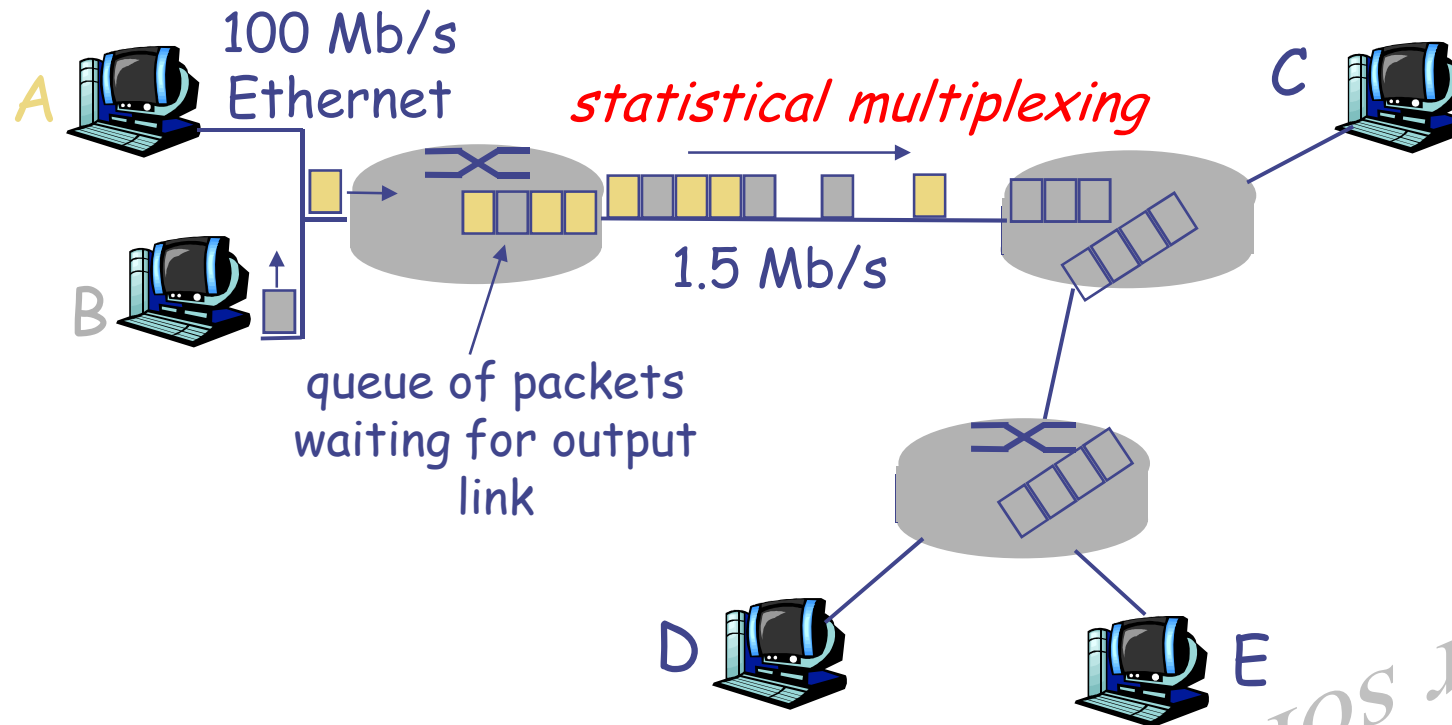 100 Mb/s
Ethernet
A
statistical multiplexing
C
B
1.5 Mb/s
queue of packets
waiting for output
link
D
E